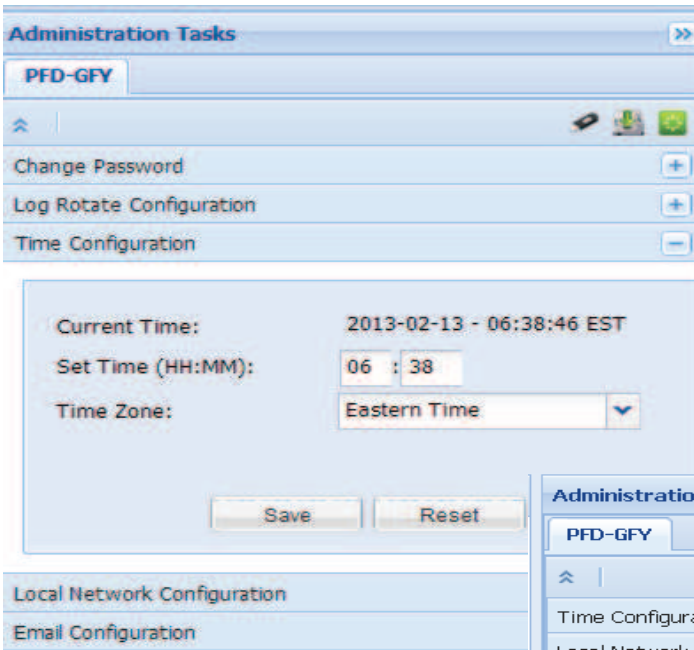 Administration Tasks
PFD-GFY
Change Password
Log Rotate Configuration
Time Configuration
Current Time: 2013-02-13 - 06:38:46 EST
Set Time (HH:MM): 06 : 38
Time Zone: Eastern Time
Save Reset
Local Network Configuration
Email Configuration
Administratio
PFD-GFY
Time Configura